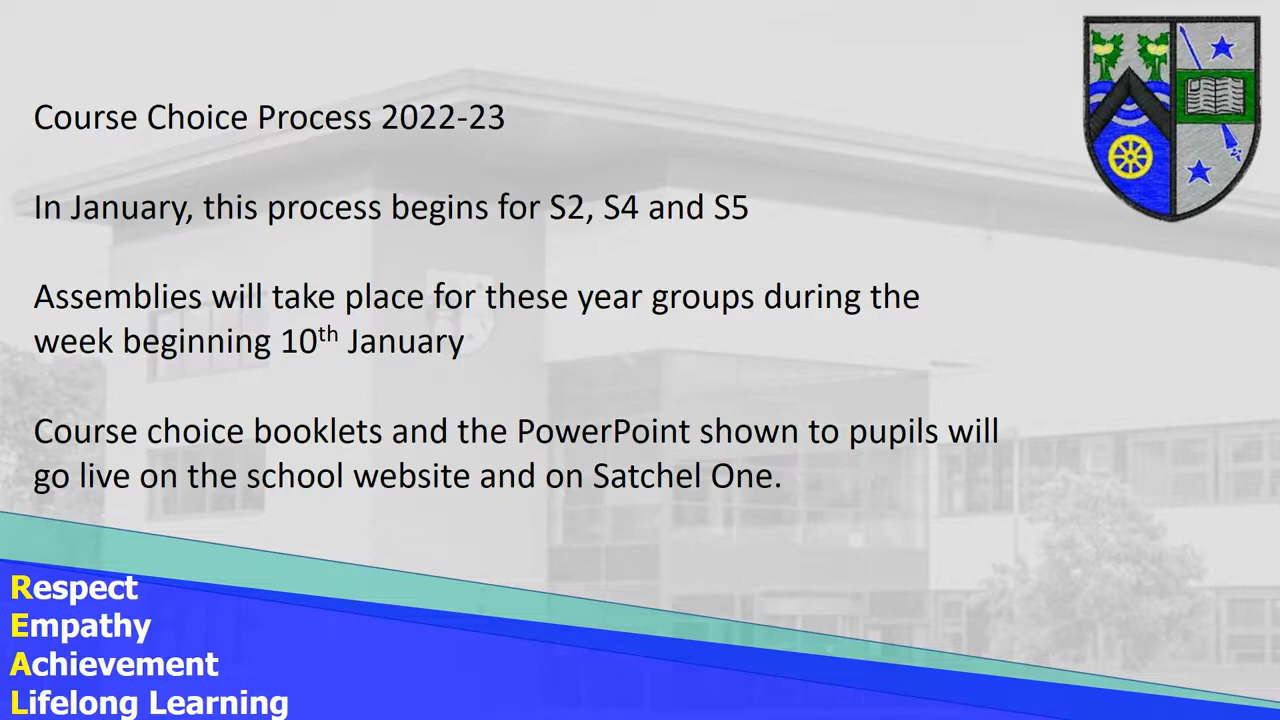 Course Choice Process 2022-23
In January, this process begins for S2, S4 and S5
Assemblies will take place for these year groups during the
week beginning 10th January
Course choice booklets and the PowerPoint shown to pupils will
go live on the school website and on Satchel One.
Respect
Empathy
Achievement
Lifelong Learning